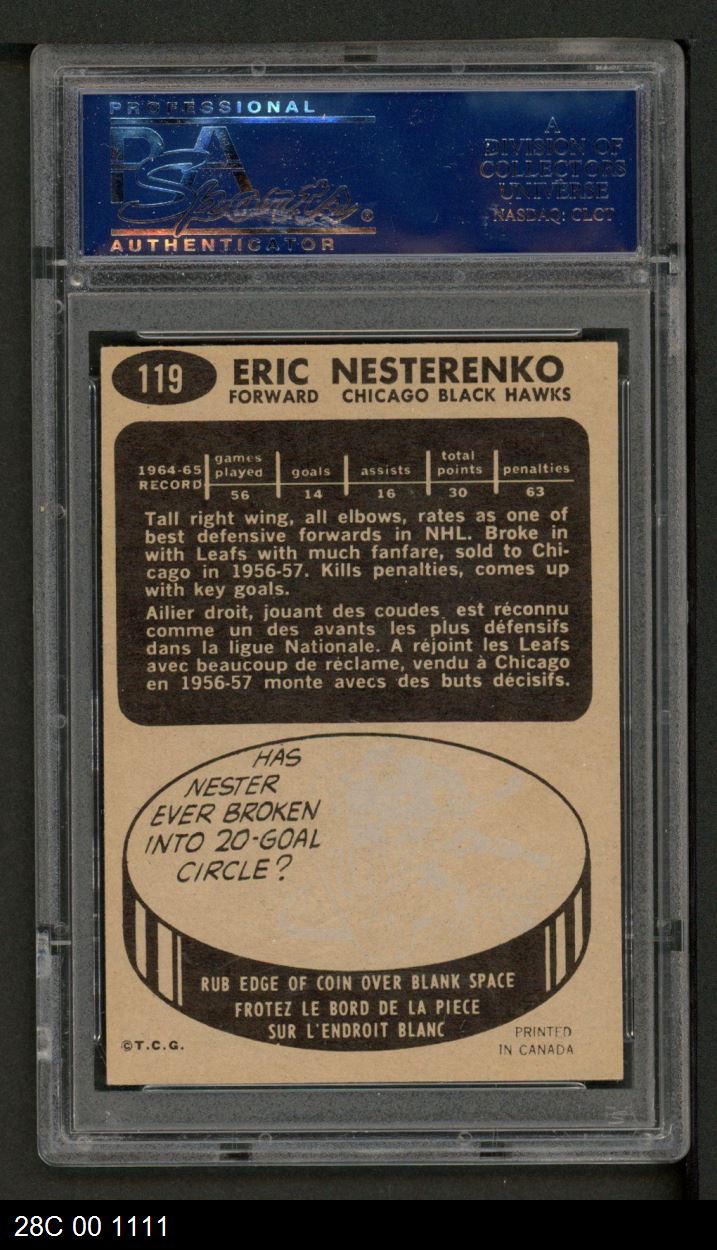 PROFESSIONAL
PSA
Sports®
AUTHENTICATOR
A
DIVISION OF
COLLECTORS
UNIVERSE
NASDAQ: CLCT
119
ERIC NESTERENKO
FORWARD CHICAGO BLACK HAWKS
1964-65 RECORD games played goals assists total points penalties
56 14 16 30 63
Tall right wing, all elbows, rates as one of
best defensive forwards in NHL. Broke in
with Leafs with much fanfare, sold to Chi-
cago in 1956-57. Kills penalties, comes up
with key goals.
Ailier droit, jouant des coudes est réconnu
comme un des avants les plus défensifs
dans la ligue Nationale. A réjoint les Leafs
avec beaucoup de réclame, vendu à Chicago
en 1956-57 monte avecs des buts décisifs.
HAS
NESTER
EVER BROKEN
INTO 20-GOAL
CIRCLE?
RUB EDGE OF COIN OVER BLANK SPACE
FROTEZ LE BORD DE LA PIECE
SUR L'ENDROIT BLANC
©T.C.G.
PRINTED
IN CANADA
28C 00 1111